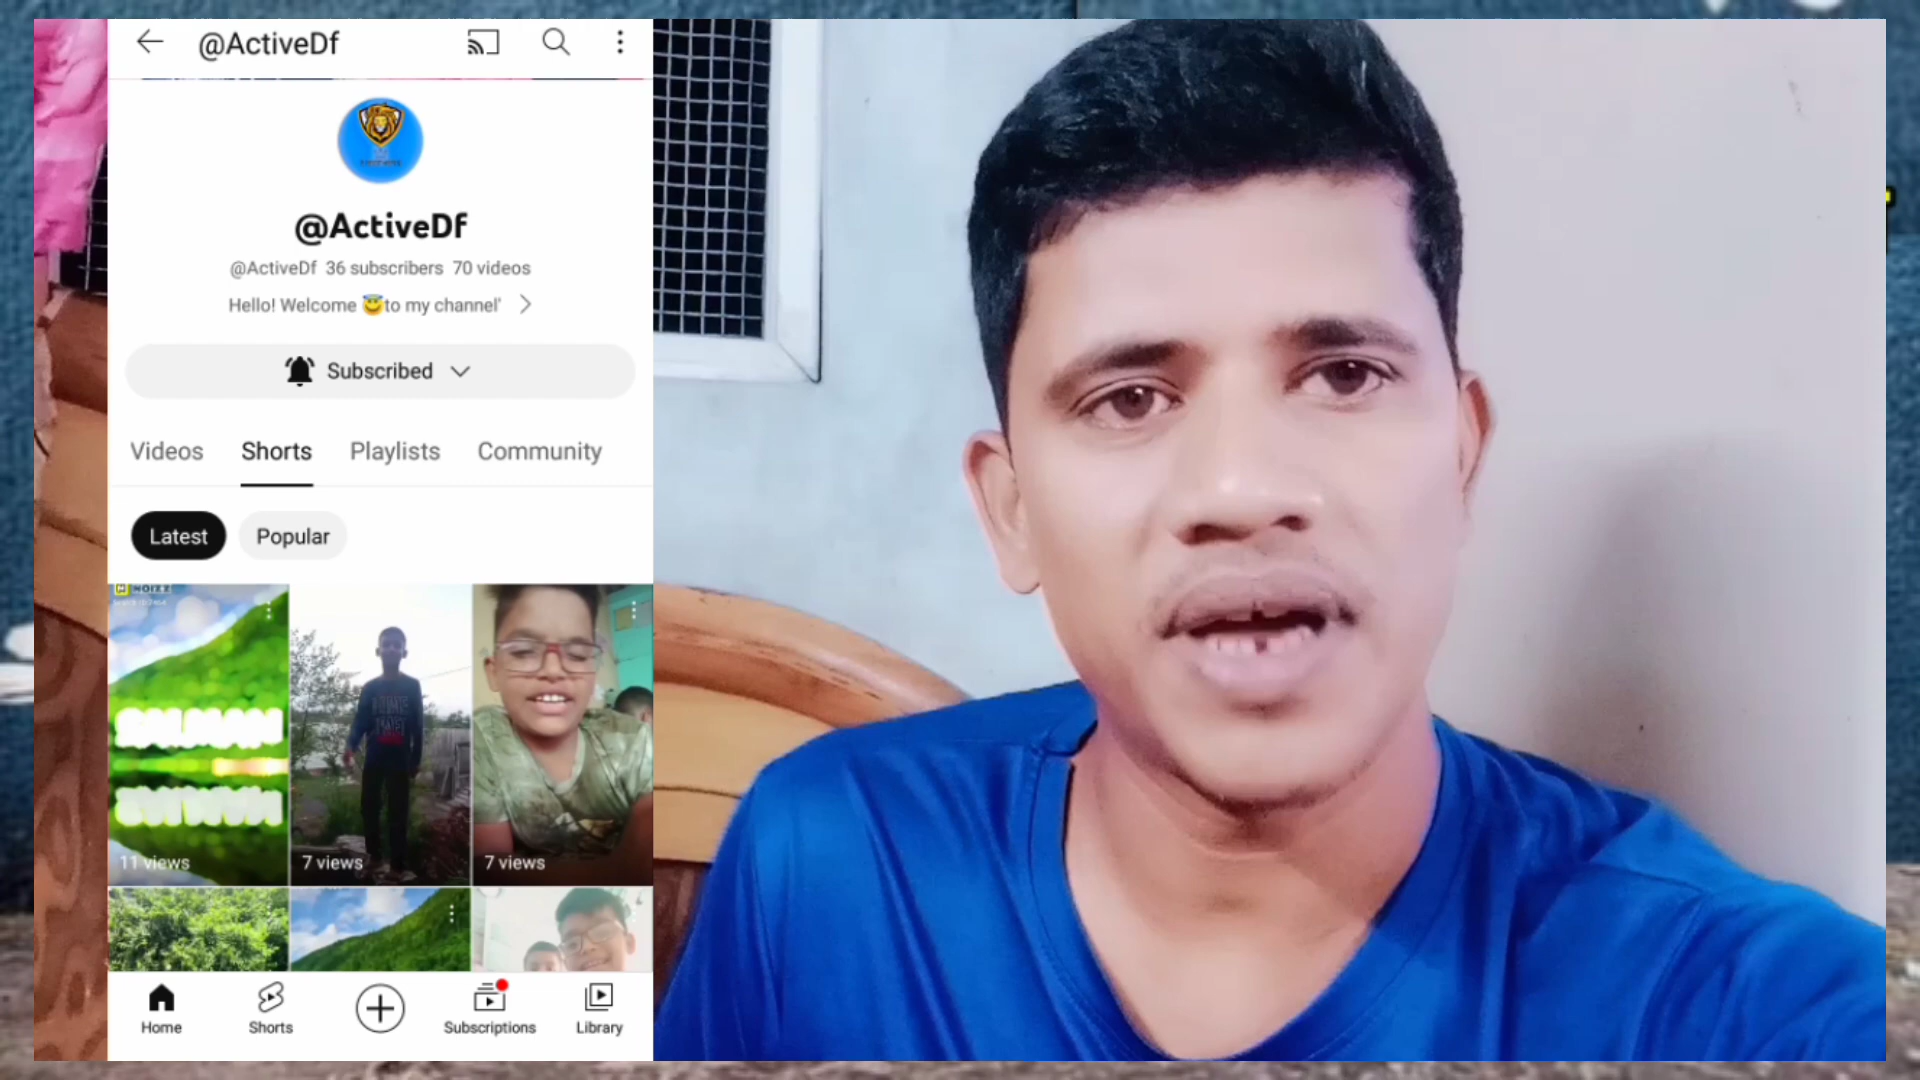 @ActiveDf
@ActiveDf
@ActiveDf 36 subscribers 70 videos
Hello! Welcome 😇to my channel'
Subscribed
Videos Shorts Playlists Community
Latest Popular
NOIZZ
11 views 7 views 7 views
Home Shorts Subscriptions Library